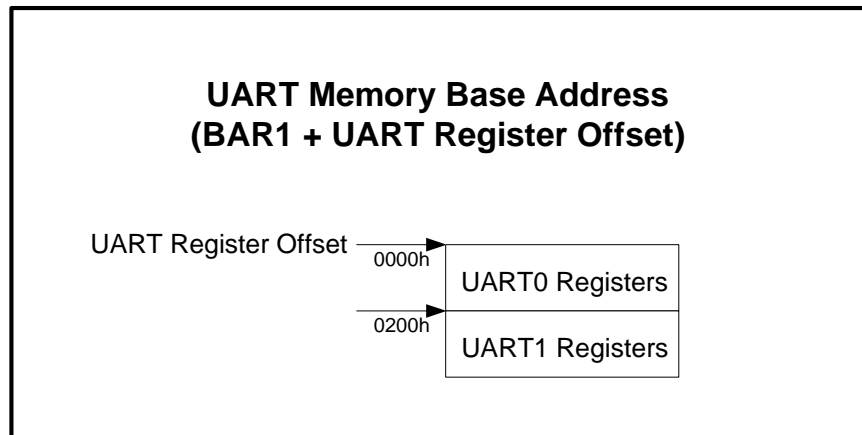 UART Memory Base Address
(BAR1 + UART Register Offset)
UART Register Offset
0000h
UART0 Registers
0200h
UART1 Registers